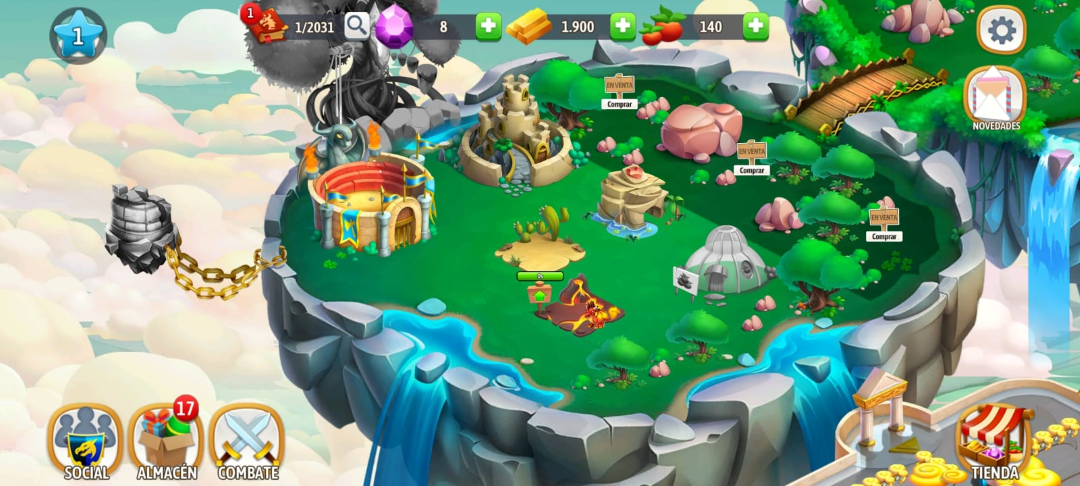 1
1
1/2031
8
1.900
140
NOVEDADES
EN VENTA
Comprar
EN VENTA
Comprar
EN VENTA
Comprar
17
SOCIAL
ALMACÉN
COMBATE
TIENDA